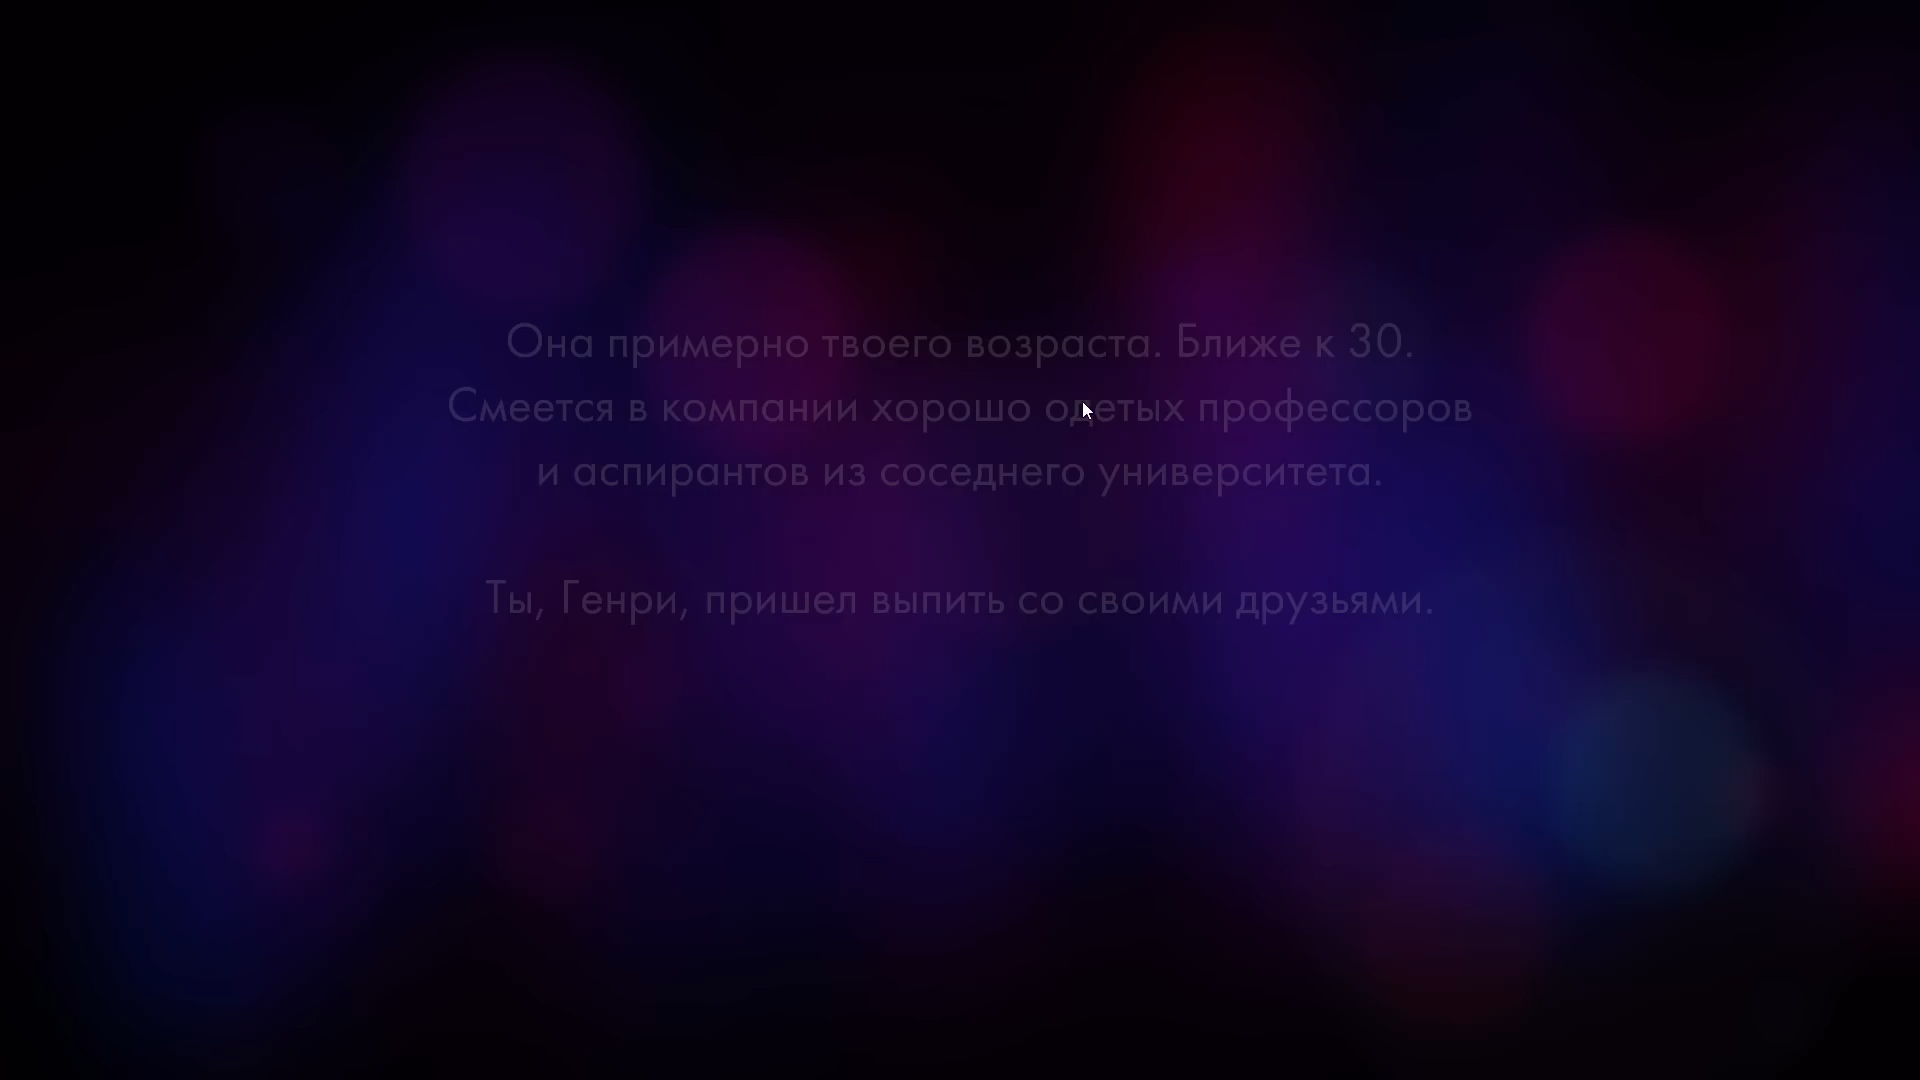 Она примерно твоего возраста. Ближе к 30.
Смеется в компании хорошо одетых профессоров
и аспирантов из соседнего университета.
Ты, Генри, пришел выпить со своими друзьями.